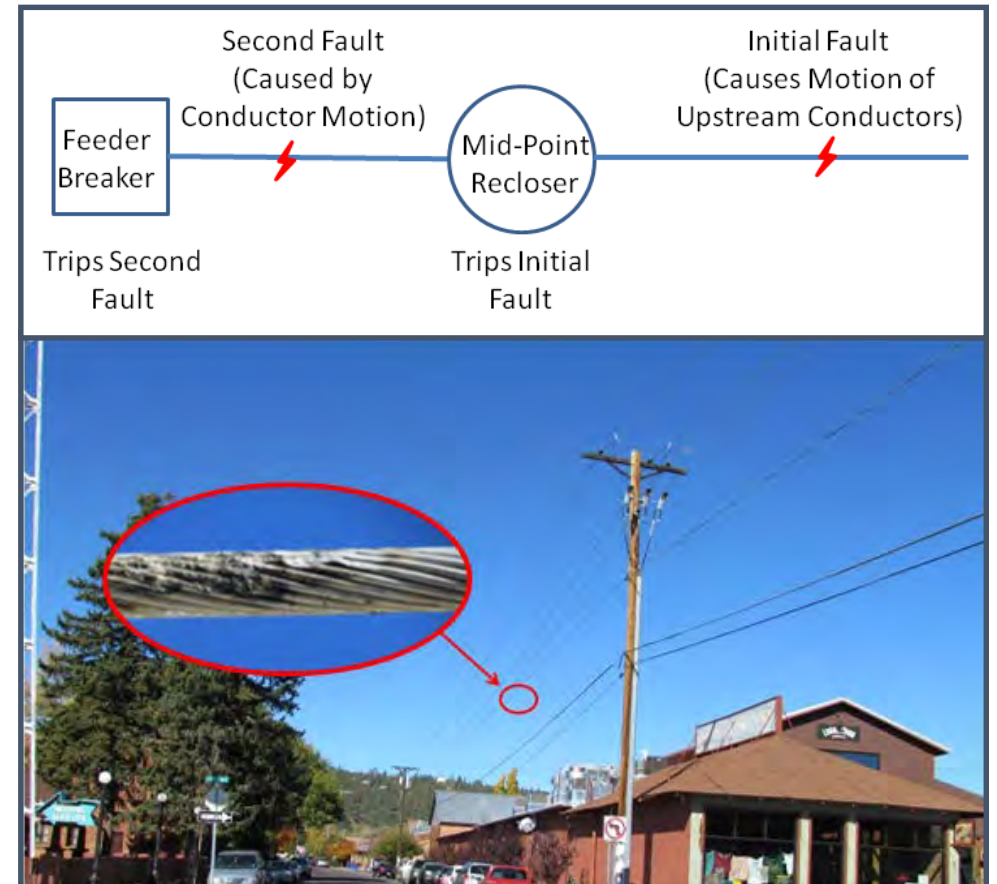 Second Fault
(Caused by
Conductor Motion)
Initial Fault
(Causes Motion of
Upstream Conductors)
Feeder
Breaker
Mid-Point
Recloser
Trips Second
Fault
Trips Initial
Fault